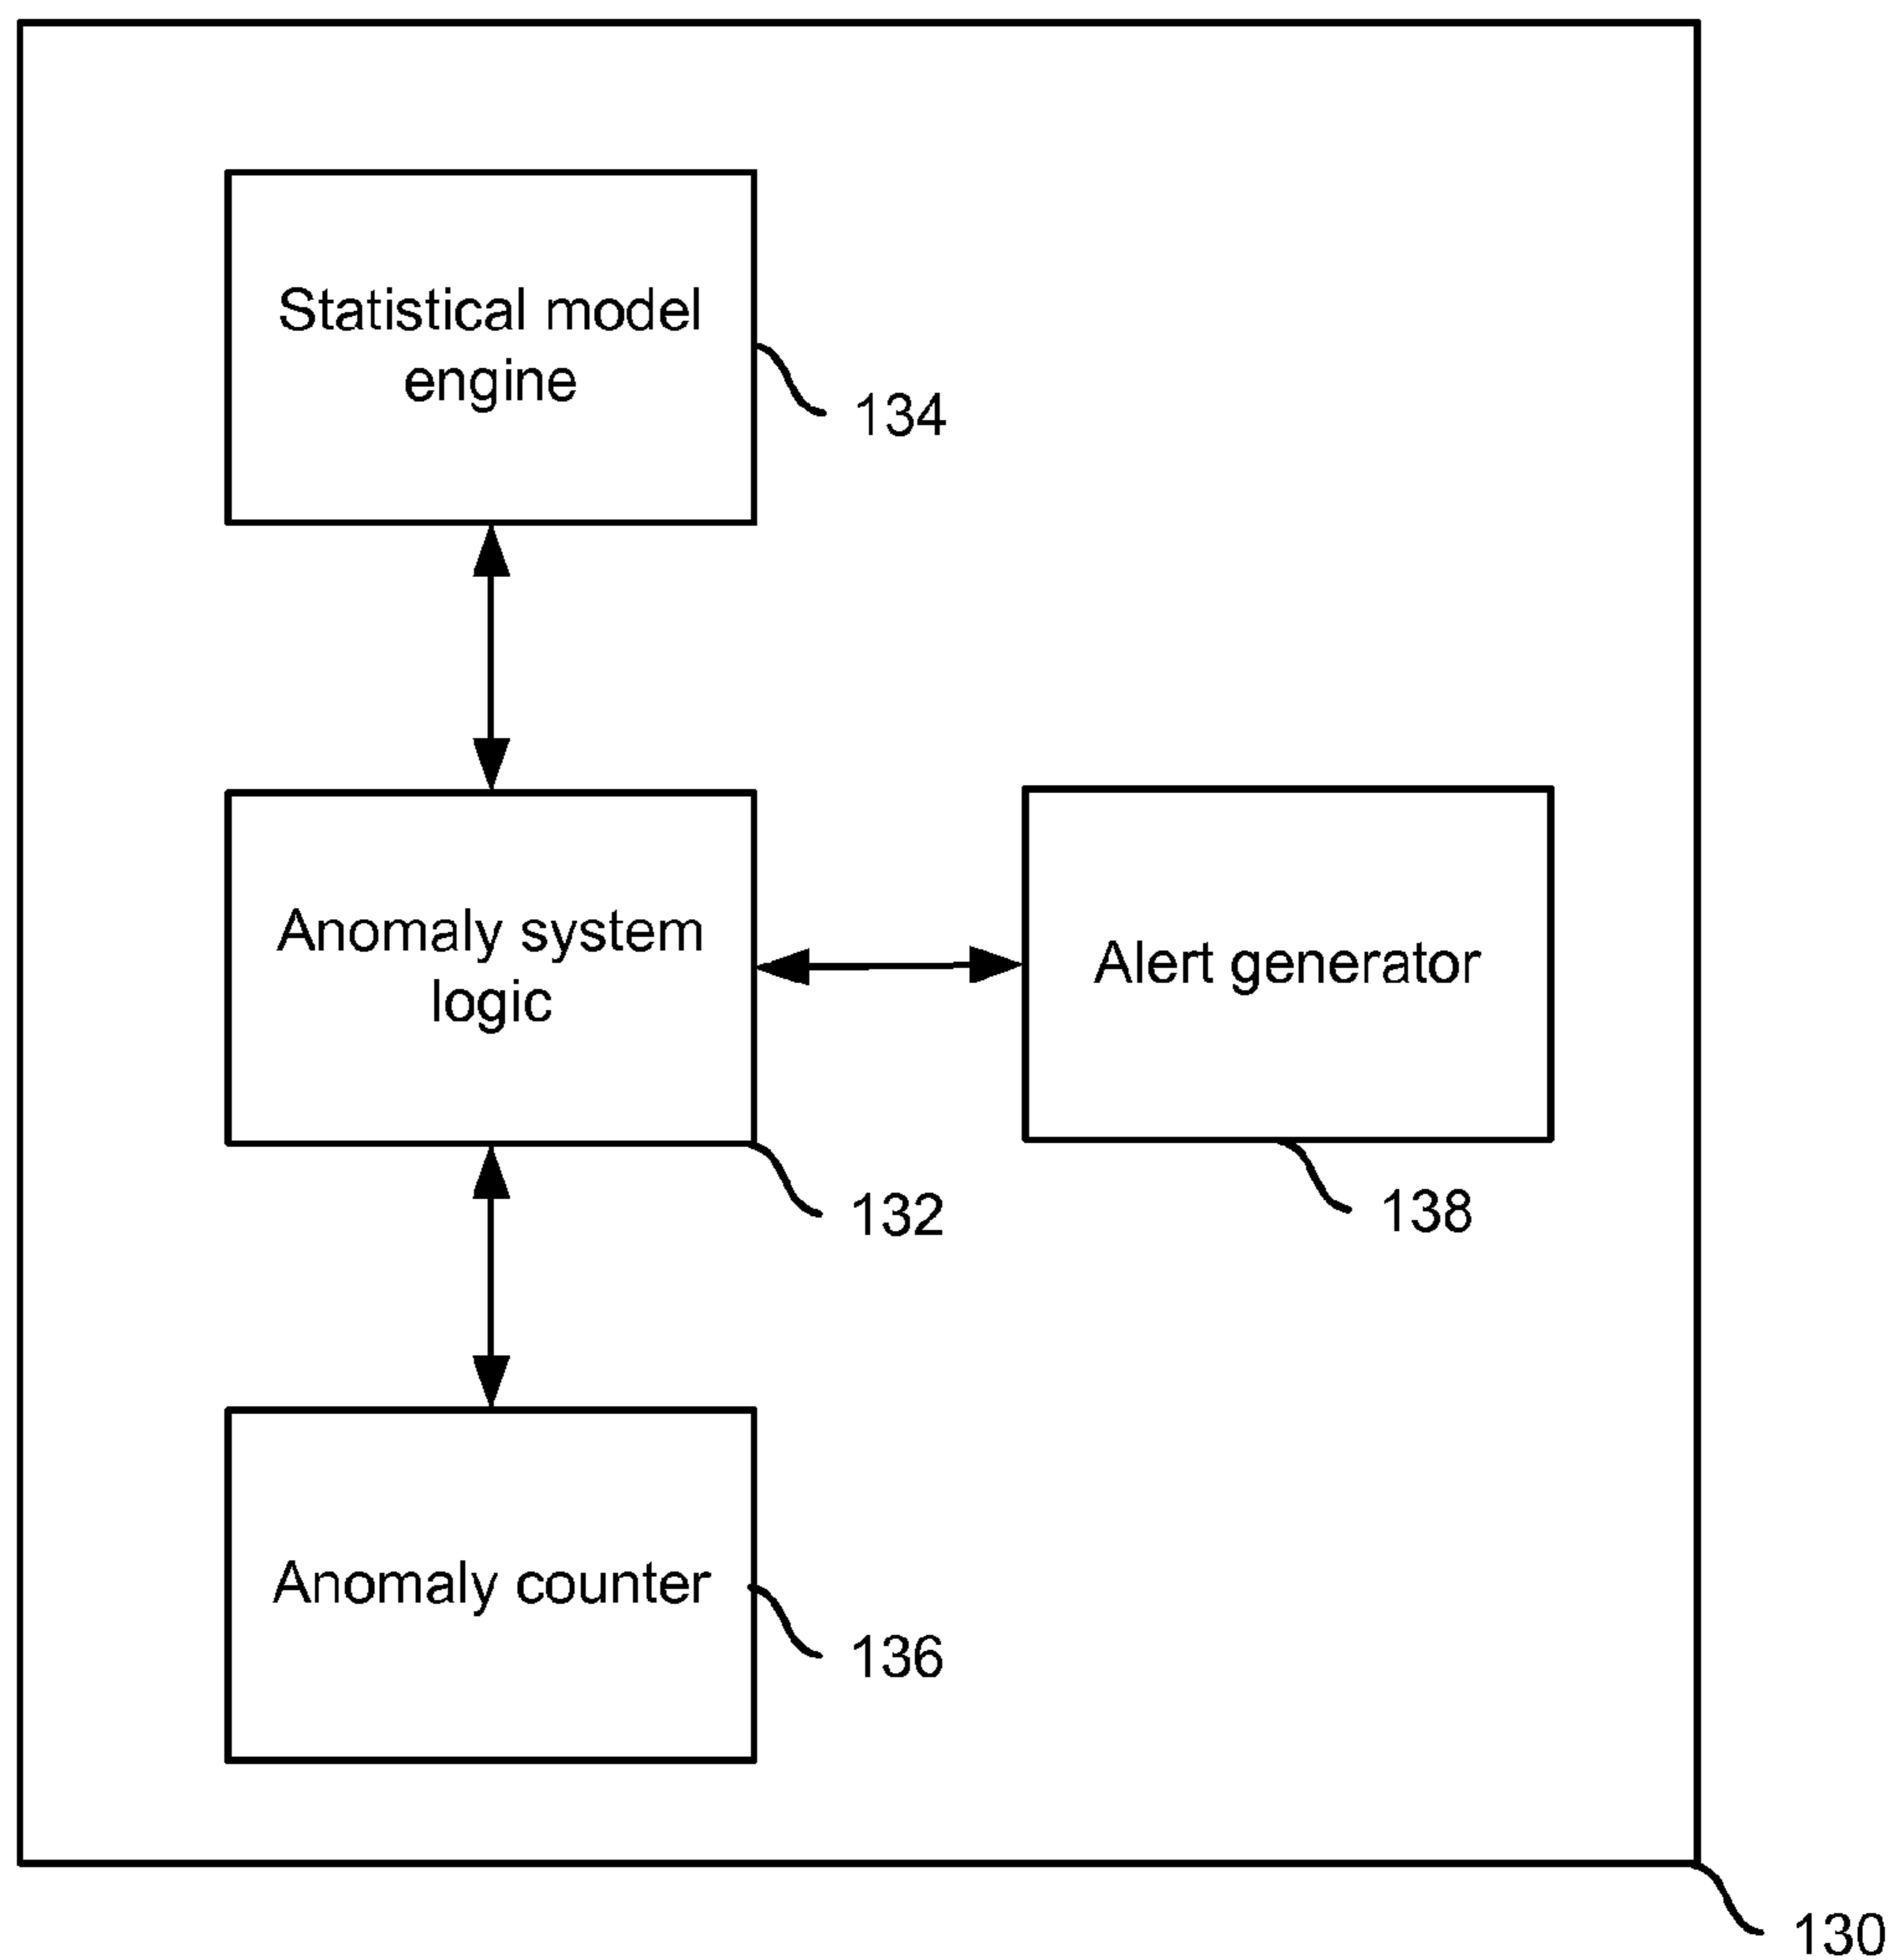 Statistical model
engine
134
Anomaly system
logic
Alert generator
132
138
Anomaly counter
136
130